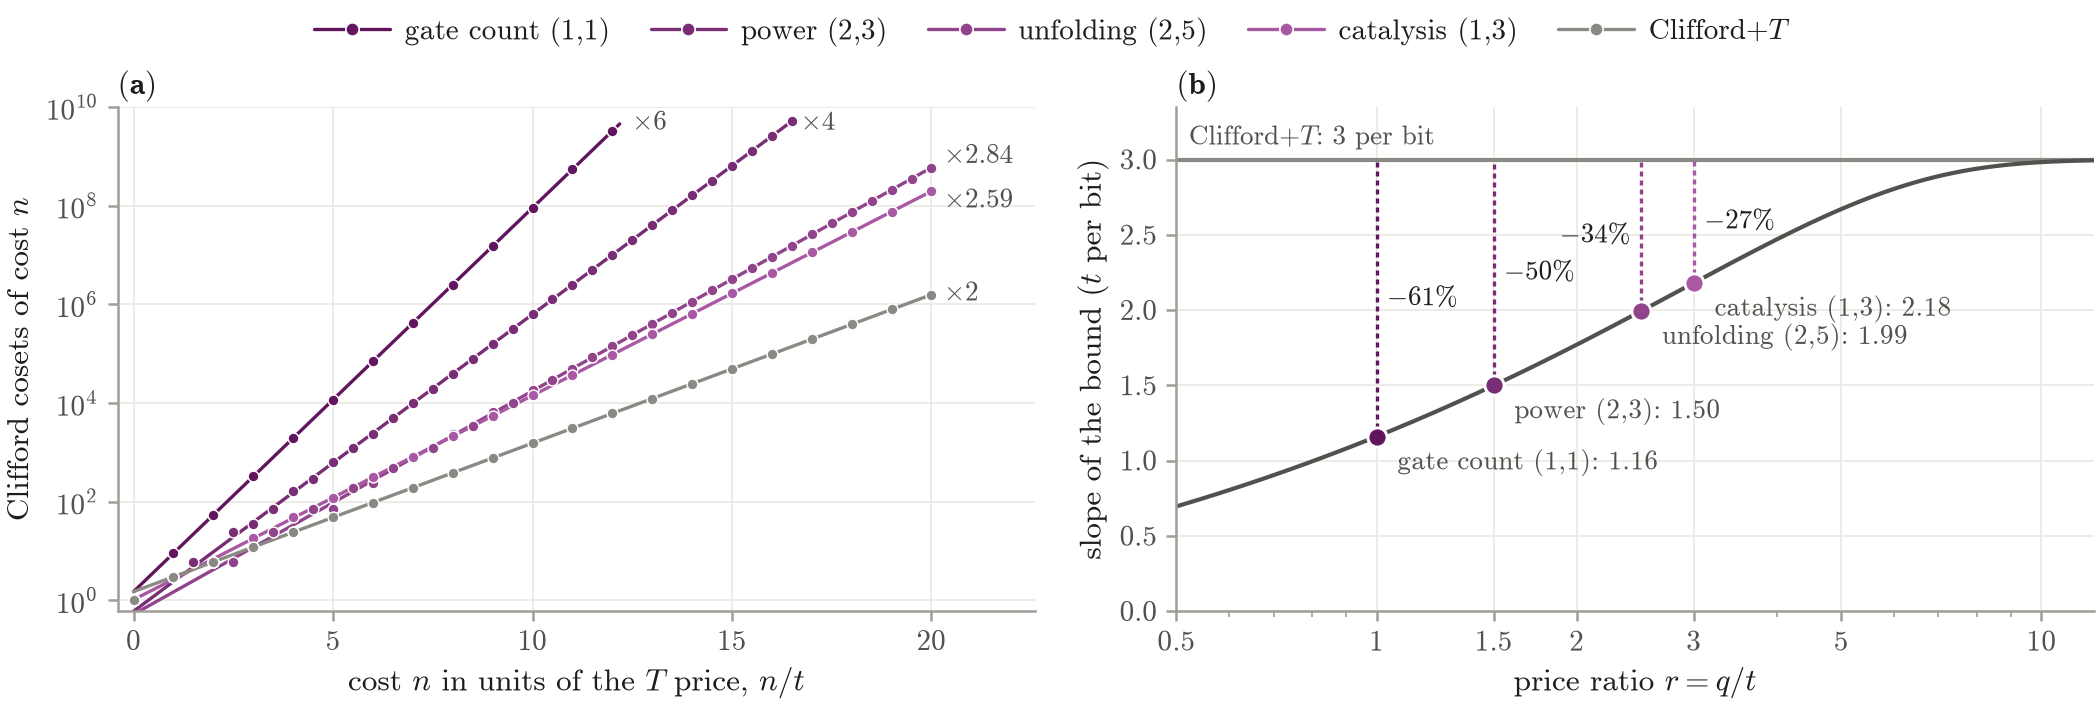 gate count (1,1)
power (2,3)
unfolding (2,5)
catalysis (1,3)
Clifford+T
(a)
Clifford cosets of cost n
10^10
10^8
10^6
10^4
10^2
10^0
×6
×4
×2.84
×2.59
×2
0
5
10
15
20
cost n in units of the T price, n/t
(b)
slope of the bound (t per bit)
Clifford+T: 3 per bit
3.0
2.5
2.0
1.5
1.0
0.5
0.0
−61%
−50%
−34%
−27%
catalysis (1,3): 2.18
unfolding (2,5): 1.99
power (2,3): 1.50
gate count (1,1): 1.16
0.5
1
1.5
2
3
5
10
price ratio r = q/t